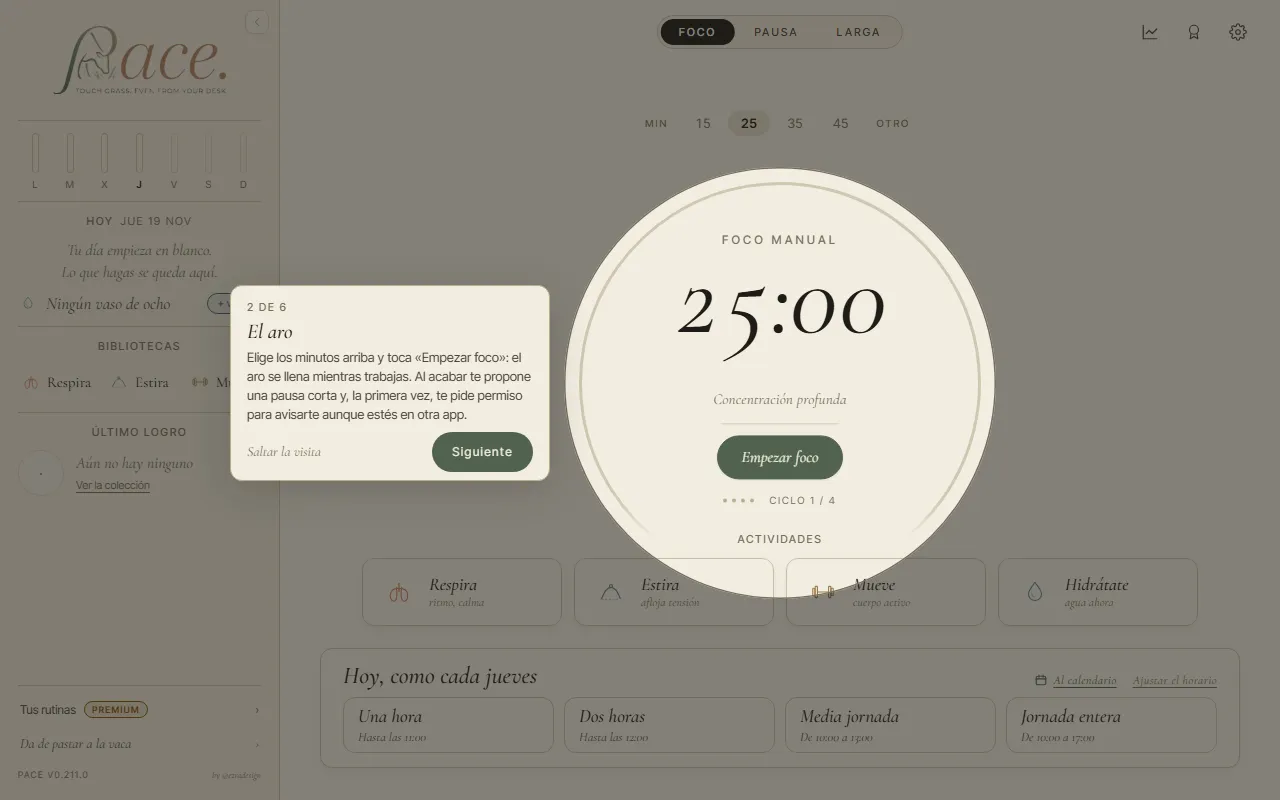 Pace.
TOUCH GRASS. EVEN FROM YOUR DESK
L M X J V S D
HOY JUE 19 NOV
Tu día empieza en blanco.
Lo que hagas se queda aquí.
Ningún vaso de ocho
BIBLIOTECAS
Respira Estira
ÚLTIMO LOGRO
Aún no hay ninguno
Ver la colección
Tus rutinas PREMIUM
Da de pastar a la vaca
PACE V0.211.0
FOCO PAUSA LARGA
MIN 15 25 35 45 OTRO
2 DE 6
El aro
Elige los minutos arriba y toca «Empezar foco»: el
aro se llena mientras trabajas. Al acabar te propone
una pausa corta y, la primera vez, te pide permiso
para avisarte aunque estés en otra app.
Saltar la visita Siguiente
FOCO MANUAL
25:00
Concentración profunda
Empezar foco
CICLO 1 / 4
ACTIVIDADES
Respira
ritmo, calma
Estira
afloja tensión
Mueve
cuerpo activo
Hidrátate
agua ahora
Hoy, como cada jueves
Al calendario Ajustar el horario
Una hora
Hasta las 11:00
Dos horas
Hasta las 12:00
Media jornada
De 10:00 a 13:00
Jornada entera
De 10:00 a 17:00